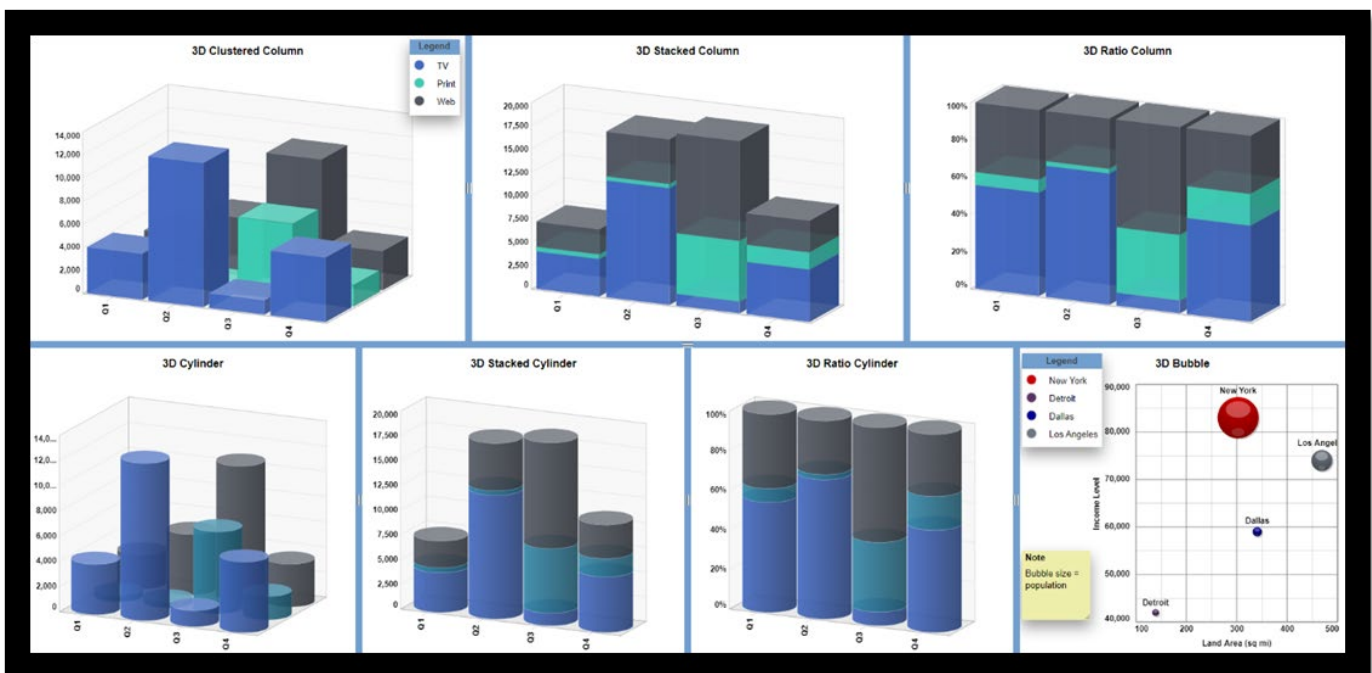 3D Clustered Column
Legend
TV
Print
Web
14,000
12,000
10,000
8,000
6,000
4,000
2,000
0
Q1
Q2
Q3
Q4
3D Stacked Column
20,000
17,500
15,000
12,500
10,000
7,500
5,000
2,500
0
Q1
Q2
Q3
Q4
3D Ratio Column
100%
80%
60%
40%
20%
0%
Q1
Q2
Q3
Q4
3D Cylinder
14,0...
12,0...
10,0...
8,000
6,000
4,000
2,000
0
Q1
Q2
Q3
Q4
3D Stacked Cylinder
20,000
17,500
15,000
12,500
10,000
7,500
5,000
2,500
0
Q1
Q2
Q3
Q4
3D Ratio Cylinder
100%
80%
60%
40%
20%
0%
Q1
Q2
Q3
Q4
Legend
New York
Detroit
Dallas
Los Angeles
Note
Bubble size =
population
3D Bubble
90,000
80,000
70,000
60,000
50,000
40,000
Income Level
New York
Los Angel
Dallas
Detroit
100
200
300
400
500
Land Area (sq mi)